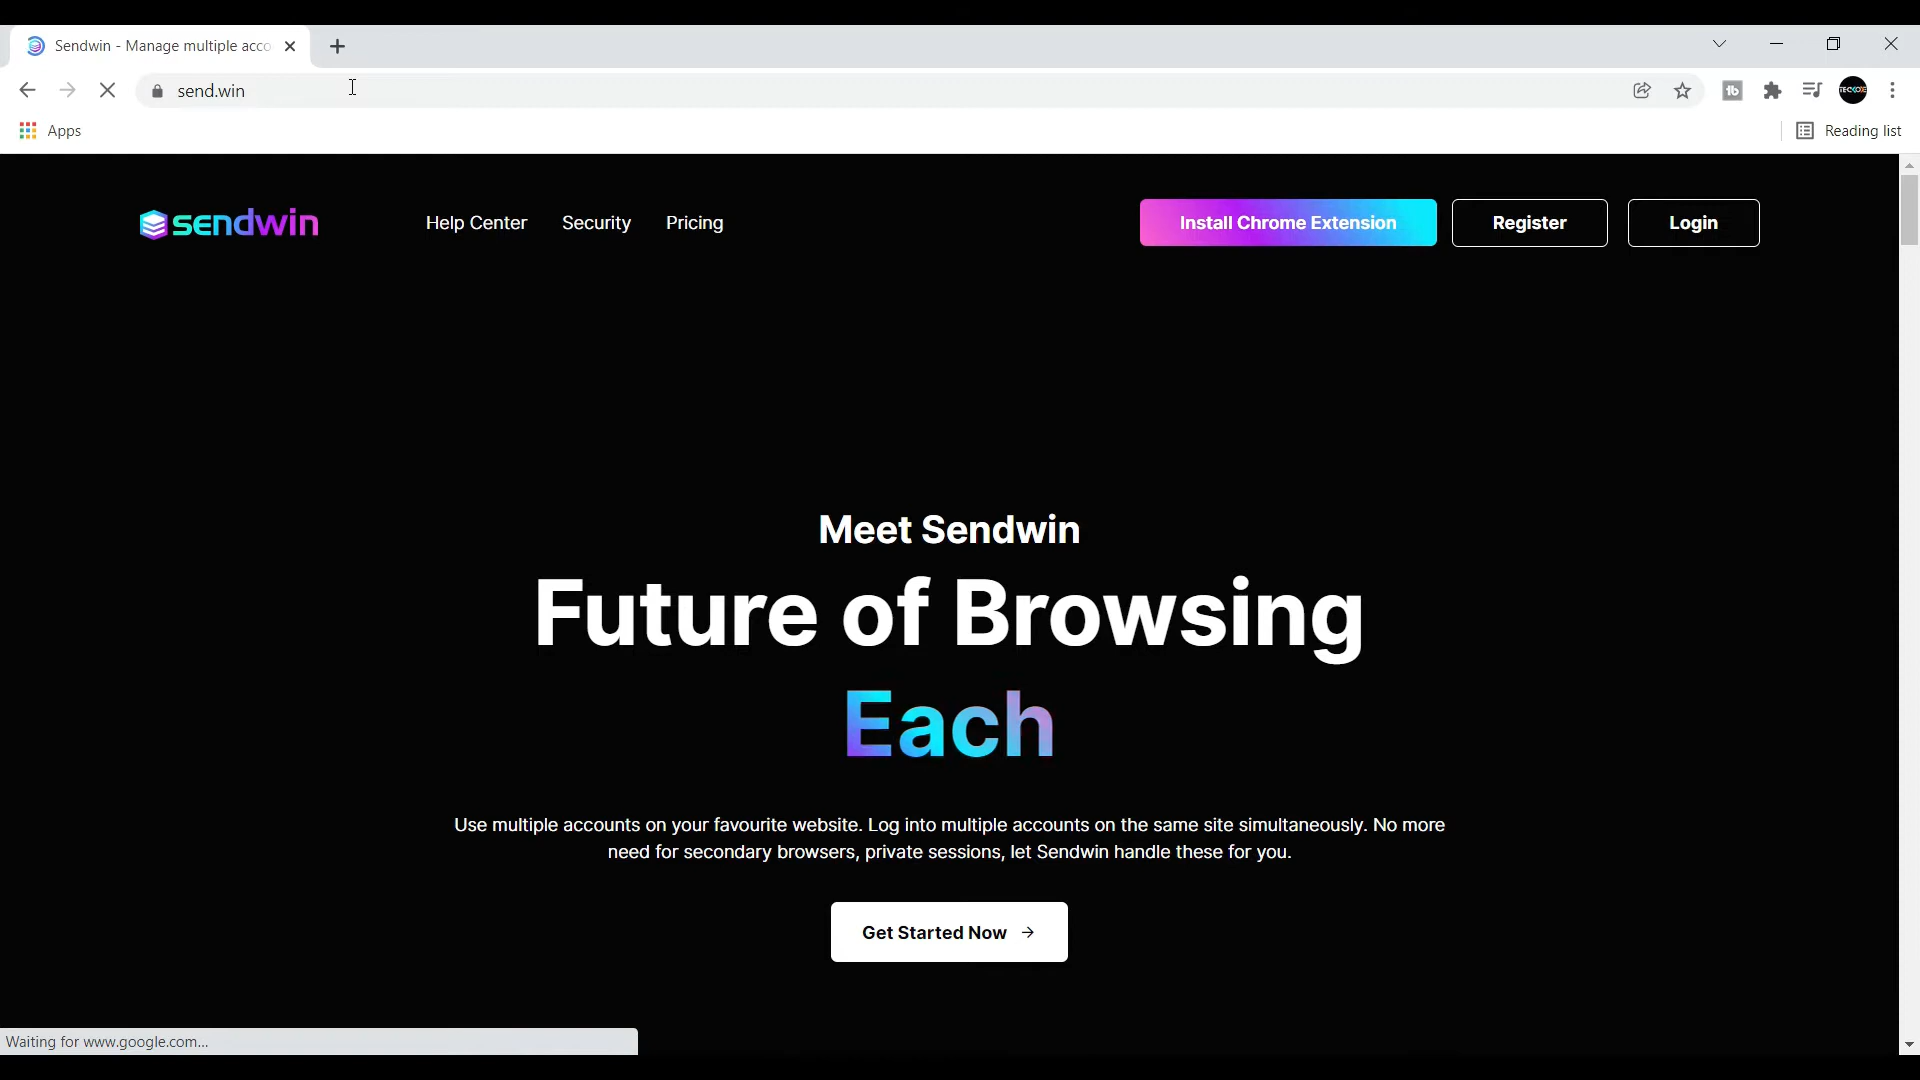 Sendwin - Manage multiple acco
send.win
Apps
Reading list
sendwin
Help Center
Security
Pricing
Install Chrome Extension
Register
Login
Meet Sendwin
Future of Browsing
Each
Use multiple accounts on your favourite website. Log into multiple accounts on the same site simultaneously. No more
need for secondary browsers, private sessions, let Sendwin handle these for you.
Get Started Now
Waiting for www.google.com...